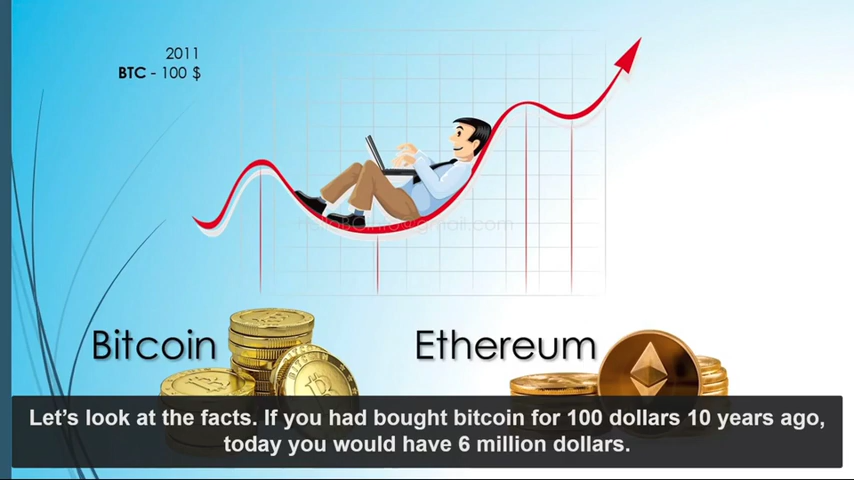 2011
BTC - 100 $
Bitcoin
Ethereum
Let’s look at the facts. If you had bought bitcoin for 100 dollars 10 years ago,
today you would have 6 million dollars.